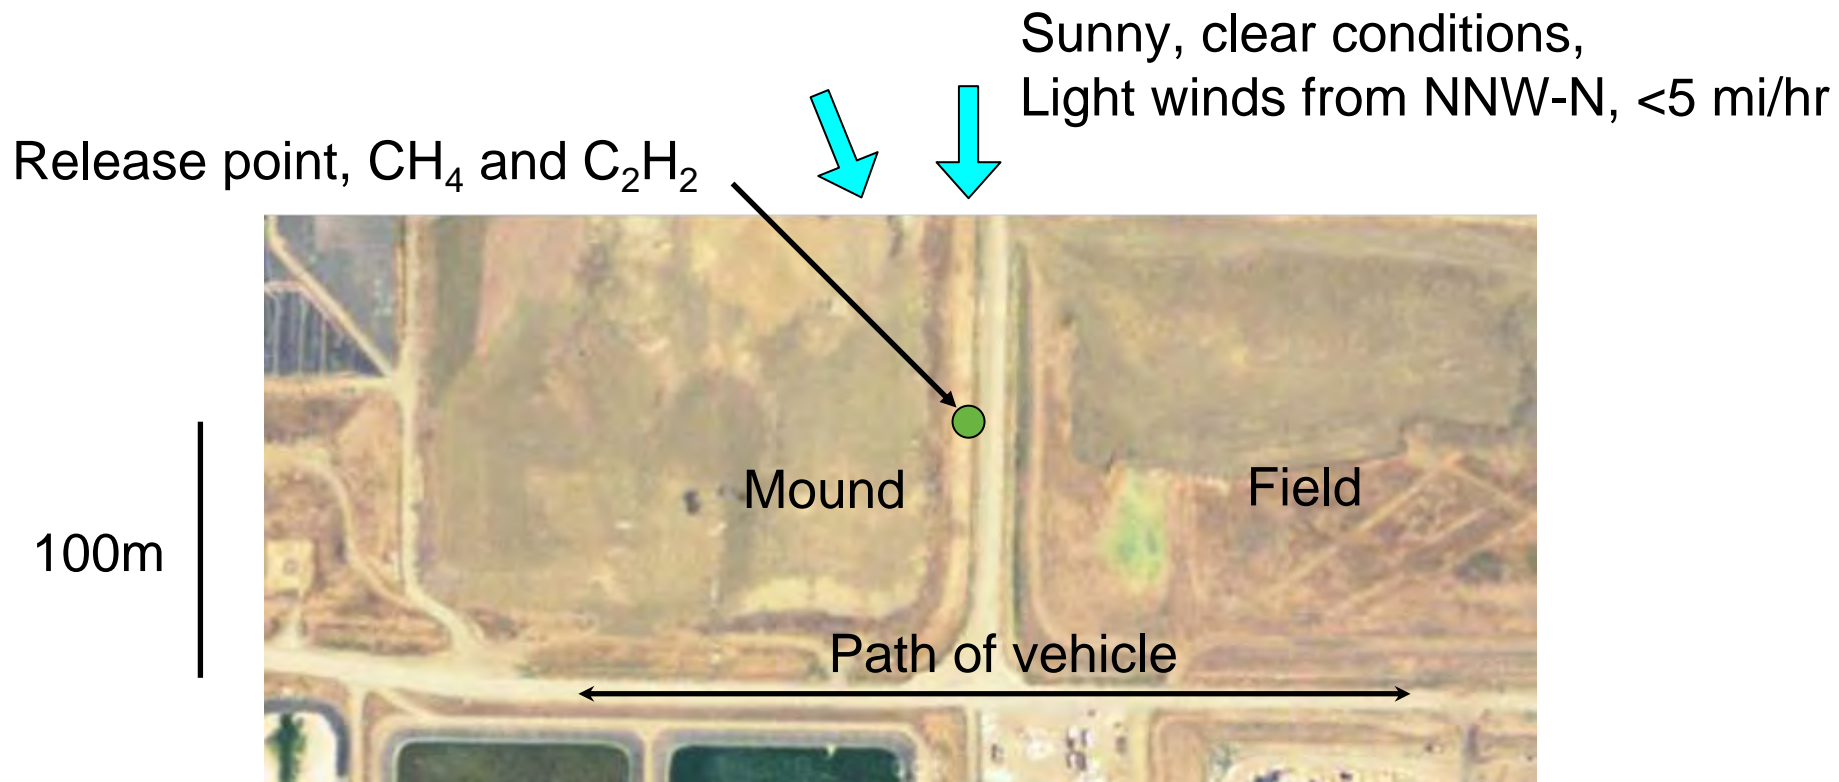 Sunny, clear conditions,
Light winds from NNW-N, <5 mi/hr
Release point, CH₄ and C₂H₂
Mound
Field
100m
Path of vehicle